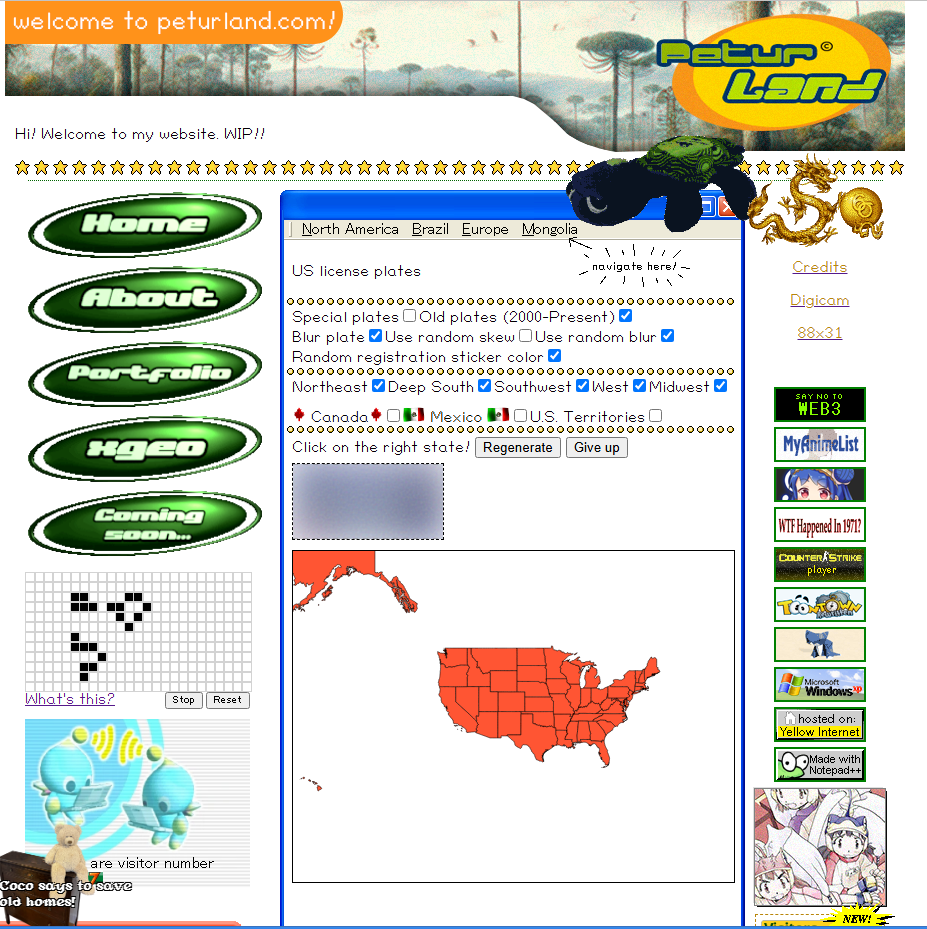 welcome to peturland.com!
Petur©
Land
Hi! Welcome to my website. WIP!!
Home
About
Portfolio
xgeo
Coming
soon...
What's this?
Stop
Reset
are visitor number
7
Coco says to save
old homes!
North America Brazil Europe Mongolia
navigate here!
US license plates
Special plates Old plates (2000-Present)
Blur plate Use random skew Use random blur
Random registration sticker color
Northeast Deep South Southwest West Midwest
Canada Mexico U.S. Territories
Click on the right state! Regenerate Give up
Credits
Digicam
88x31
SAY NO TO
WEB3
MyAnimeList
WTF Happened In 1971?
COUNTER STRIKE
player
TOONTOWN
Microsoft
Windows xp
hosted on:
Yellow Internet
Made with
Notepad++
NEW!